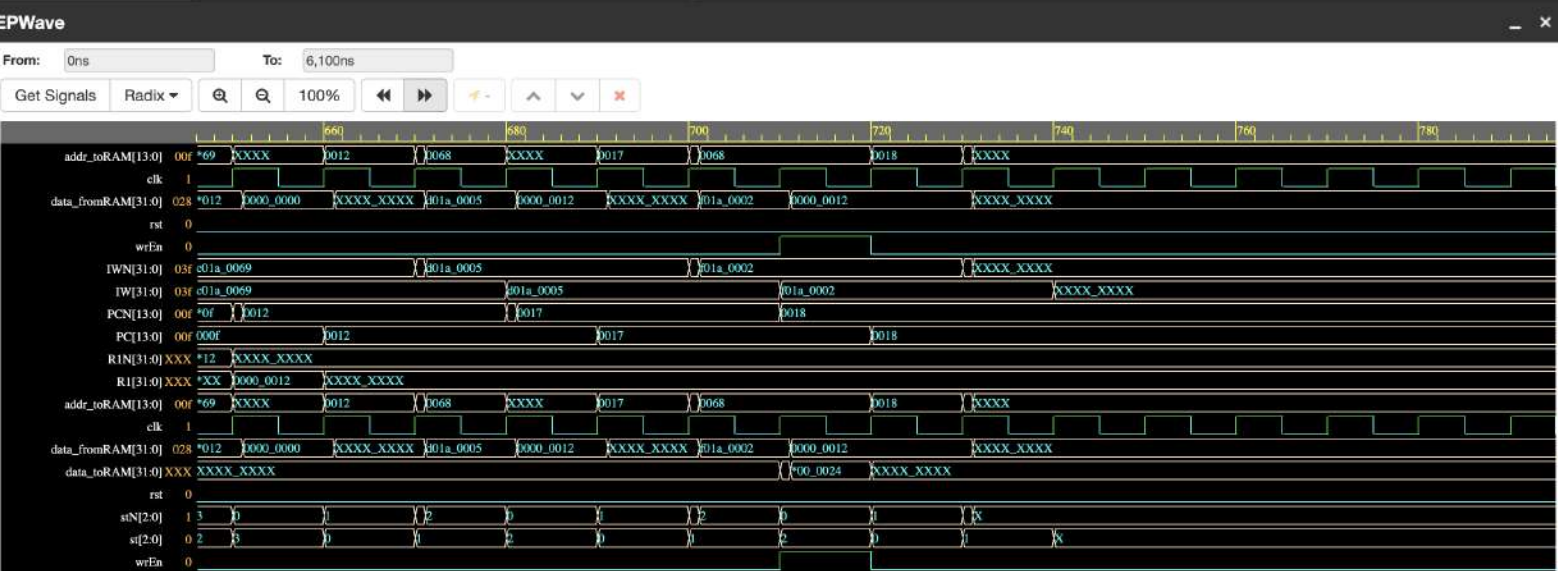 EPWave
From: 0ns To: 6,100ns
Get Signals Radix 100%
660 680 700 720 740 760 780
addr_toRAM[13:0] 00f *69 XXXX 0012 0068 XXXX 0017 0068 0018 XXXX
clk 1
data_fromRAM[31:0] 028 *012 0000_0000 XXXX_XXXX d01a_0005 0000_0012 XXXX_XXXX f01a_0002 0000_0012 XXXX_XXXX
rst 0
wrEn 0
IWN[31:0] 03f c01a_0069 d01a_0005 f01a_0002 XXXX_XXXX
IW[31:0] 03f c01a_0069 d01a_0005 f01a_0002 XXXX_XXXX
PCN[13:0] 00f *0f 0012 0017 0018
PC[13:0] 00f 000f 0012 0017 0018
R1N[31:0] XXX *12 XXXX_XXXX
R1[31:0] XXX *XX 0000_0012 XXXX_XXXX
addr_toRAM[13:0] 00f *69 XXXX 0012 0068 XXXX 0017 0068 0018 XXXX
clk 1
data_fromRAM[31:0] 028 *012 0000_0000 XXXX_XXXX d01a_0005 0000_0012 XXXX_XXXX f01a_0002 0000_0012 XXXX_XXXX
data_toRAM[31:0] XXX XXXX_XXXX *00_0024 XXXX_XXXX
rst 0
stN[2:0] 1 3 0 1 2 0 1 2 0 1 X
st[2:0] 0 2 3 0 1 2 0 1 2 0 1 X
wrEn 0